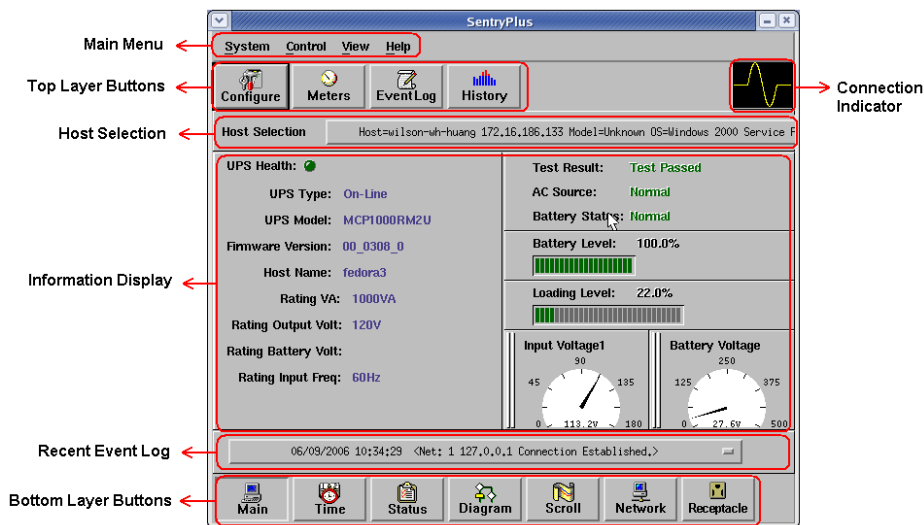 SentryPlus
Main Menu
System Control View Help
Top Layer Buttons
Configure Meters EventLog History
Connection
Indicator
Host Selection
Host Selection Host=wilson-wh-huang 172.16.186.133 Model=Unknown OS=Windows 2000 Service
Information Display
UPS Health:
UPS Type: On-Line
UPS Model: MCP1000RM2U
Firmware Version: 00_0308_0
Host Name: fedora3
Rating VA: 1000VA
Rating Output Volt: 120V
Rating Battery Volt:
Rating Input Freq: 60Hz
Test Result: Test Passed
AC Source: Normal
Battery Status: Normal
Battery Level: 100.0%
Loading Level: 22.0%
Input Voltage1
90
45 135
0 113.2V 180
Battery Voltage
250
125 375
0 27.6V 500
Recent Event Log
06/09/2006 10:34:29 <Net: 1 127.0.0.1 Connection Established.>
Bottom Layer Buttons
Main Time Status Diagram Scroll Network Receptacle